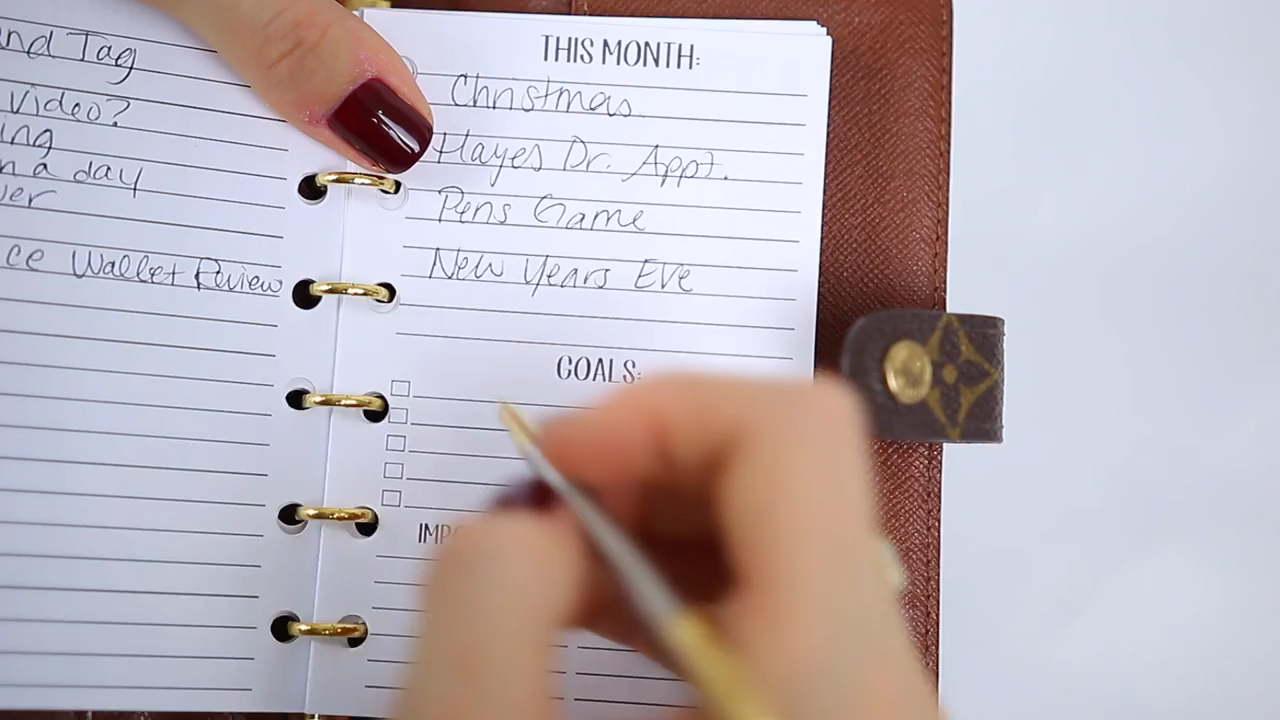 nd Tag
video?
ing
n a day
er
ce Wallet Review
THIS MONTH:
Christmas
Hayes Dr. Appt.
Pens Game
New Years Eve
GOALS:
IMPO